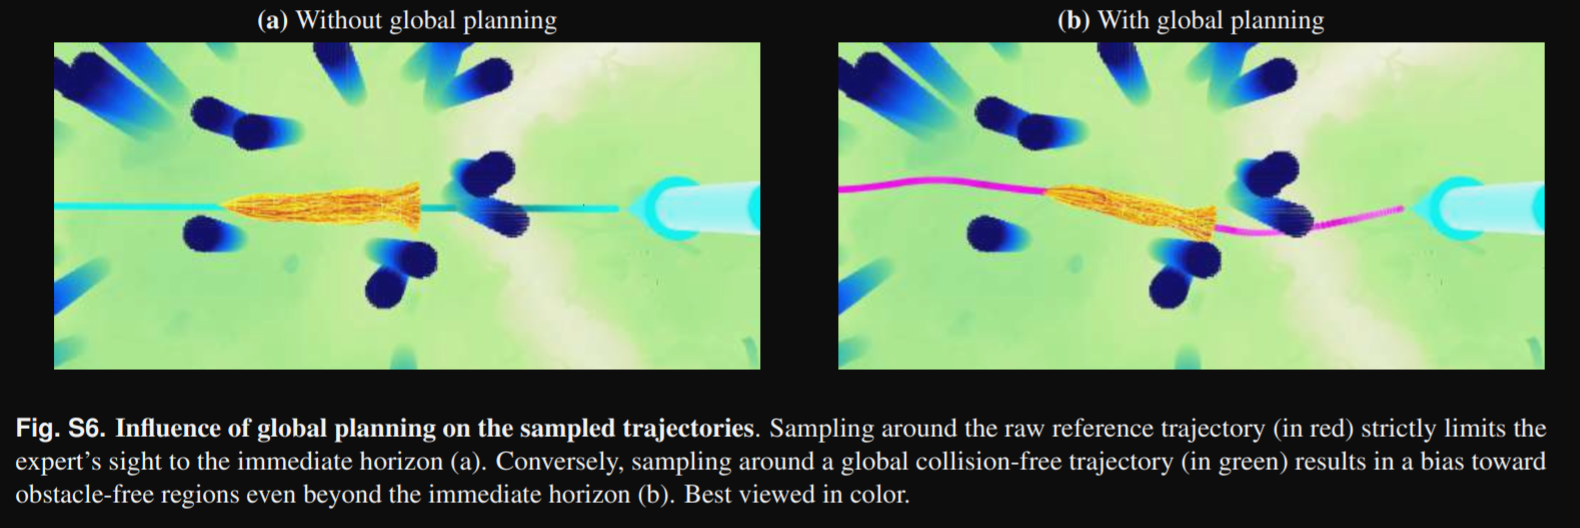 (a) Without global planning
(b) With global planning
Fig. S6. Influence of global planning on the sampled trajectories. Sampling around the raw reference trajectory (in red) strictly limits the
expert's sight to the immediate horizon (a). Conversely, sampling around a global collision-free trajectory (in green) results in a bias toward
obstacle-free regions even beyond the immediate horizon (b). Best viewed in color.